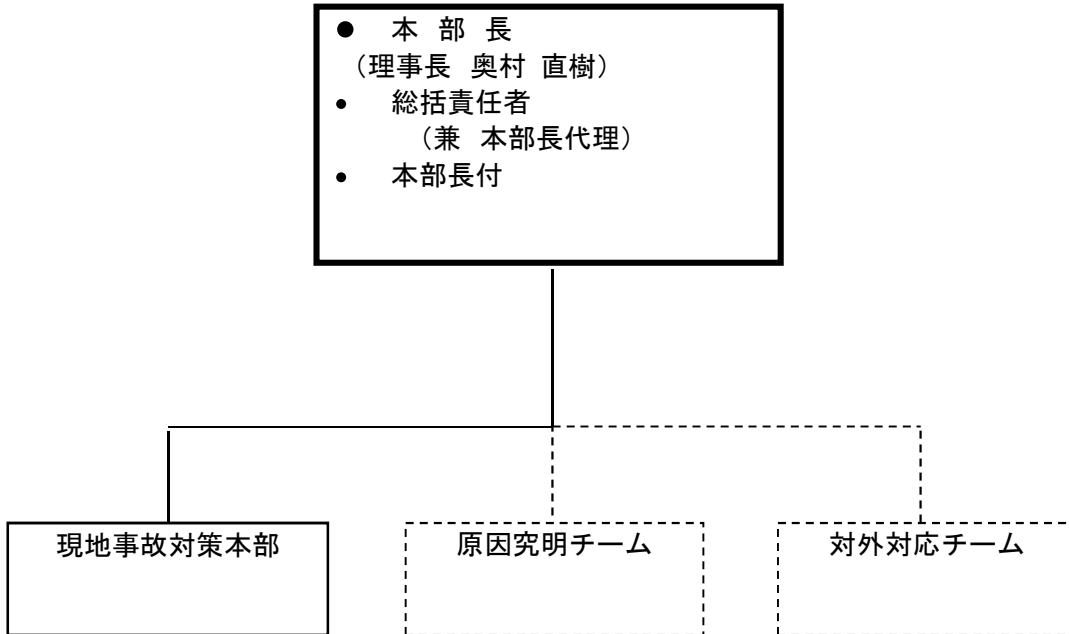 ● 本 部 長
（理事長 奥村 直樹）
• 総括責任者
（兼 本部長代理）
• 本部長付
現地事故対策本部
原因究明チーム
対外対応チーム